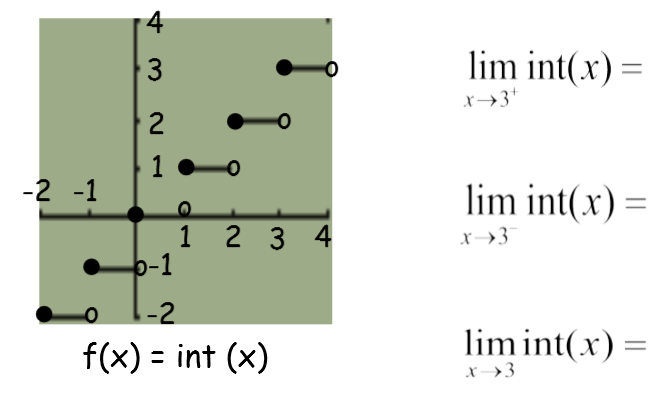 4
3
2
1
-2 -1
1 2 3 4
-1
-2
f(x) = int (x)
lim int(x) =
x→3⁺
lim int(x) =
x→3⁻
lim int(x) =
x→3